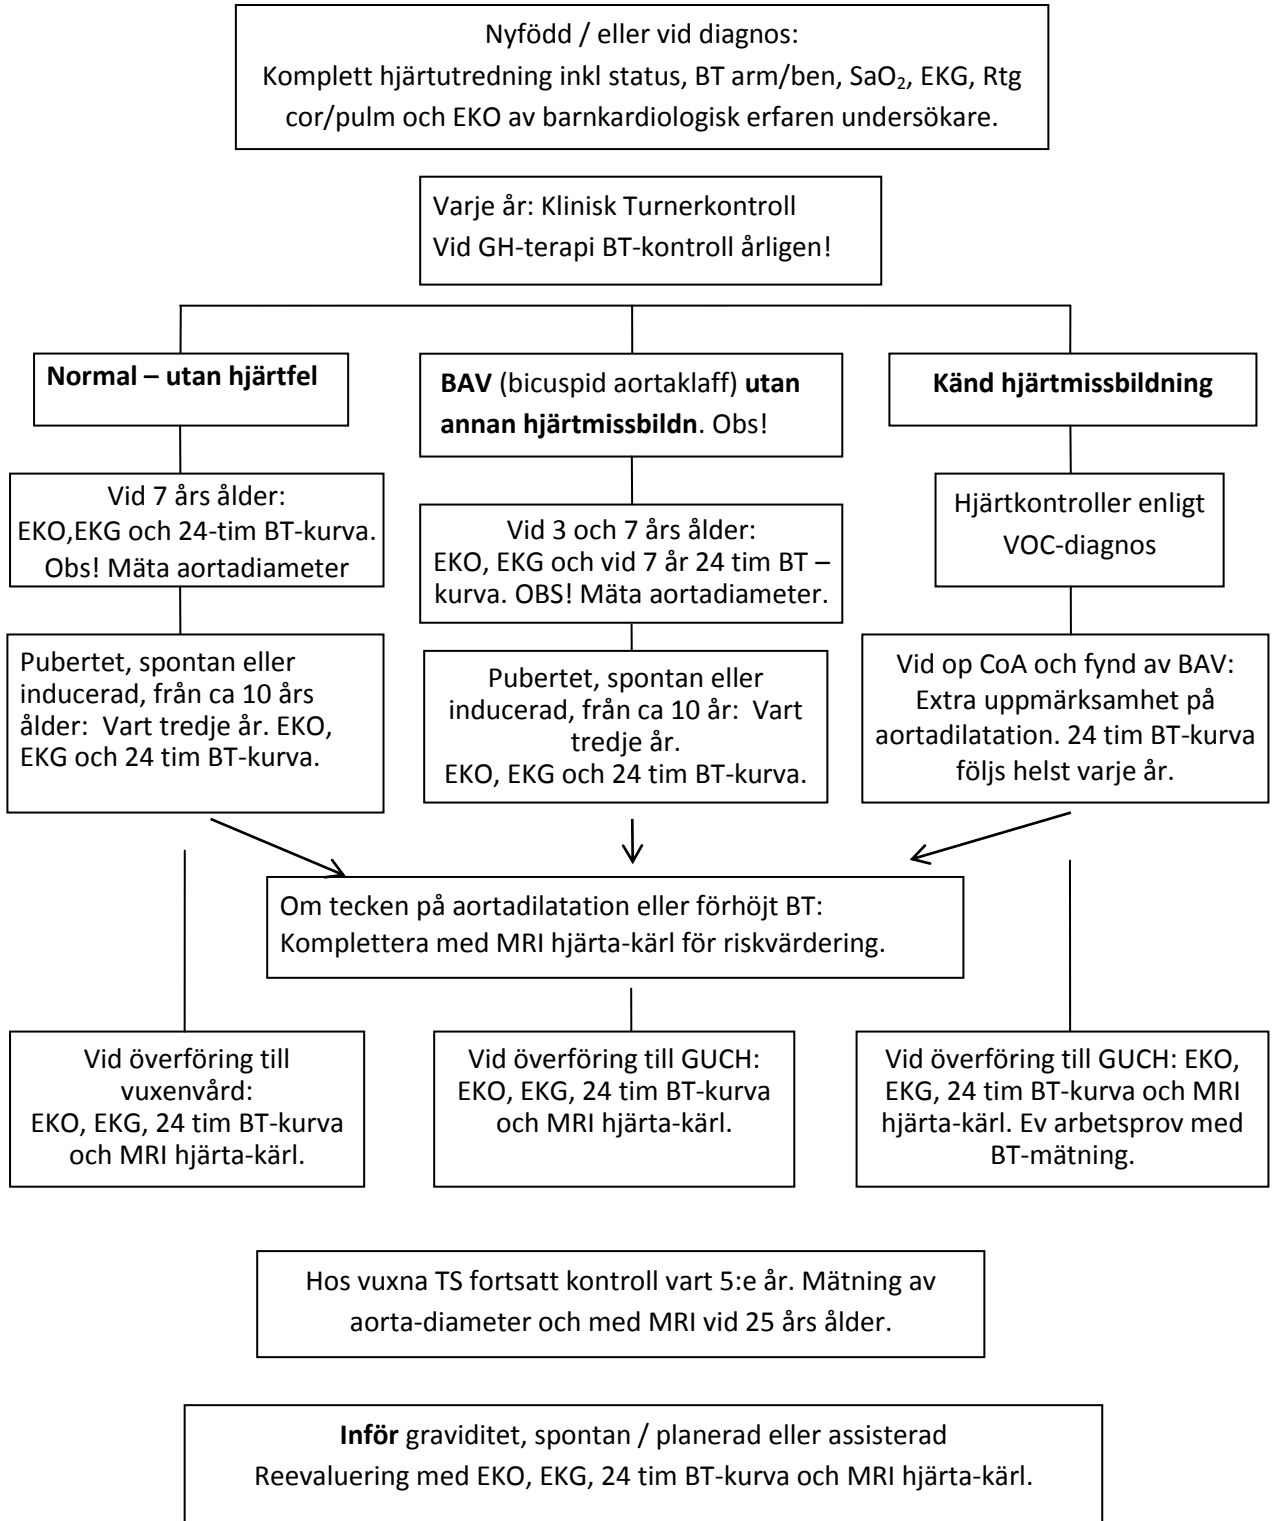 Nyfödd / eller vid diagnos:
Komplett hjärtutredning inkl status, BT arm/ben, SaO₂, EKG, Rtg
cor/pulm och EKO av barnkardiologisk erfaren undersökare.
Varje år: Klinisk Turnerkontroll
Vid GH-terapi BT-kontroll årligen!
Normal – utan hjärtfel
Vid 7 års ålder:
EKO,EKG och 24-tim BT-kurva.
Obs! Mäta aortadiameter
Pubertet, spontan eller
inducerad, från ca 10 års
ålder: Vart tredje år. EKO,
EKG och 24 tim BT-kurva.
BAV (bicuspid aortaklaff) utan
annan hjärtmissbildn. Obs!
Vid 3 och 7 års ålder:
EKO, EKG och vid 7 år 24 tim BT –
kurva. OBS! Mäta aortadiameter.
Pubertet, spontan eller
inducerad, från ca 10 år: Vart
tredje år.
EKO, EKG och 24 tim BT-kurva.
Känd hjärtmissbildning
Hjärtkontroller enligt
VOC-diagnos
Vid op CoA och fynd av BAV:
Extra uppmärksamhet på
aortadilatation. 24 tim BT-kurva
följs helst varje år.
Om tecken på aortadilatation eller förhöjt BT:
Komplettera med MRI hjärta-kärl för riskvärdering.
Vid överföring till
vuxenvård:
EKO, EKG, 24 tim BT-kurva
och MRI hjärta-kärl.
Vid överföring till GUCH:
EKO, EKG, 24 tim BT-kurva
och MRI hjärta-kärl.
Vid överföring till GUCH: EKO,
EKG, 24 tim BT-kurva och MRI
hjärta-kärl. Ev arbetsprov med
BT-mätning.
Hos vuxna TS fortsatt kontroll vart 5:e år. Mätning av
aorta-diameter och med MRI vid 25 års ålder.
Inför graviditet, spontan / planerad eller assisterad
Reevaluering med EKO, EKG, 24 tim BT-kurva och MRI hjärta-kärl.